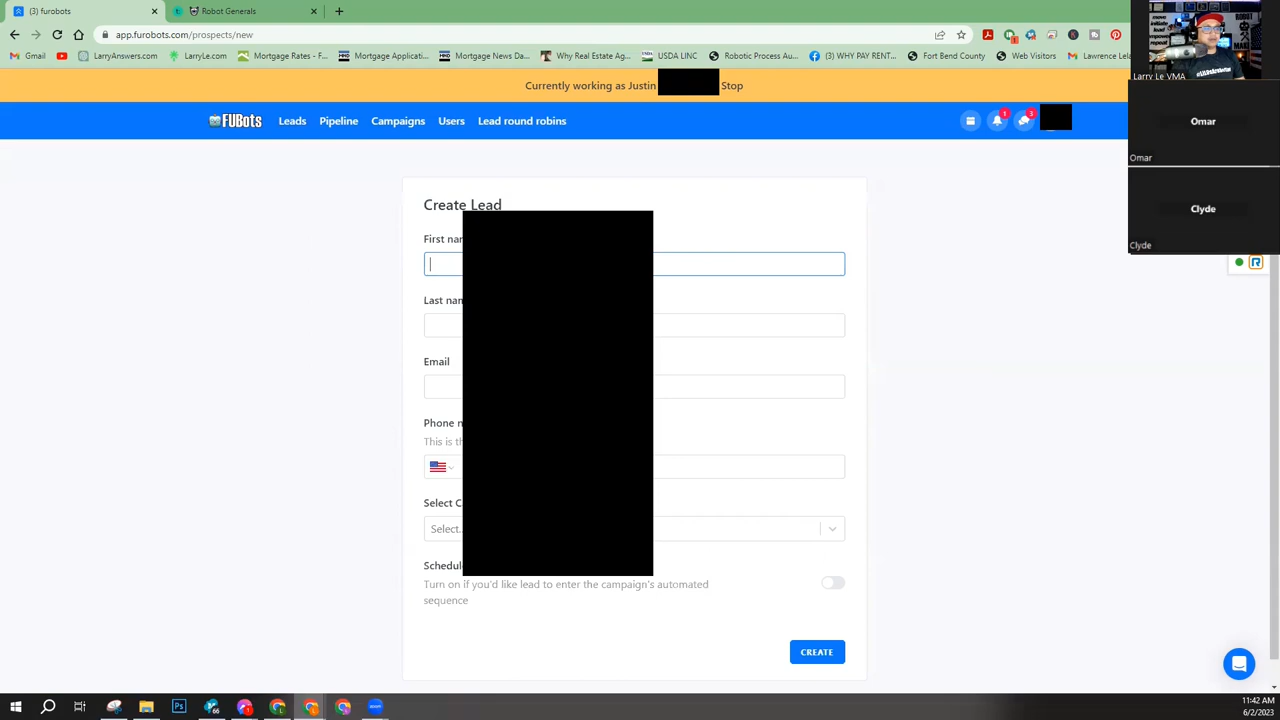 (3) furobots
Robot Generals
app.furobots.com/prospects/new
Gmail
LarryAnswers.com
LarryLe.com
Mortgage Rates - F...
Mortgage Applicati...
Mortgage News Da...
Why Real Estate Ag...
USDA LINC
Robotic Process Au...
(3) WHY PAY RENT...
Fort Bend County
Web Visitors
Lawrence Lela
Larry Le VMA
Currently working as Justin
Stop
FUBots
Leads
Pipeline
Campaigns
Users
Lead round robins
1
3
Omar
Omar
Clyde
Clyde
Create Lead
First nar
Last nam
Email
Phone n
This is th
Select C
Select..
Schedul
Turn on if you'd like lead to enter the campaign's automated
sequence
CREATE
11:42 AM
6/2/2023